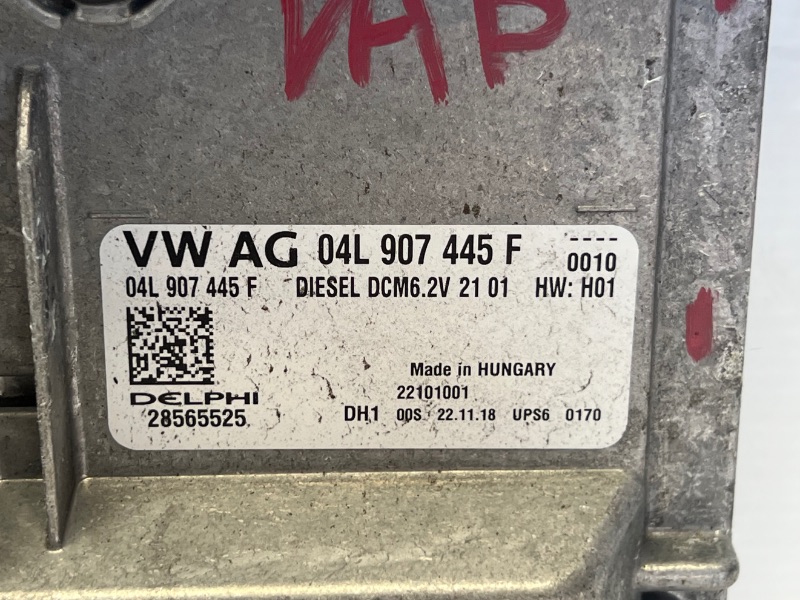 VAP
VW AG 04L 907 445 F ----
0010
04L 907 445 F DIESEL DCM6.2V 21 01 HW: H01
Made in HUNGARY
DELPHI 22101001
28565525 DH1 00S 22.11.18 UPS6 0170